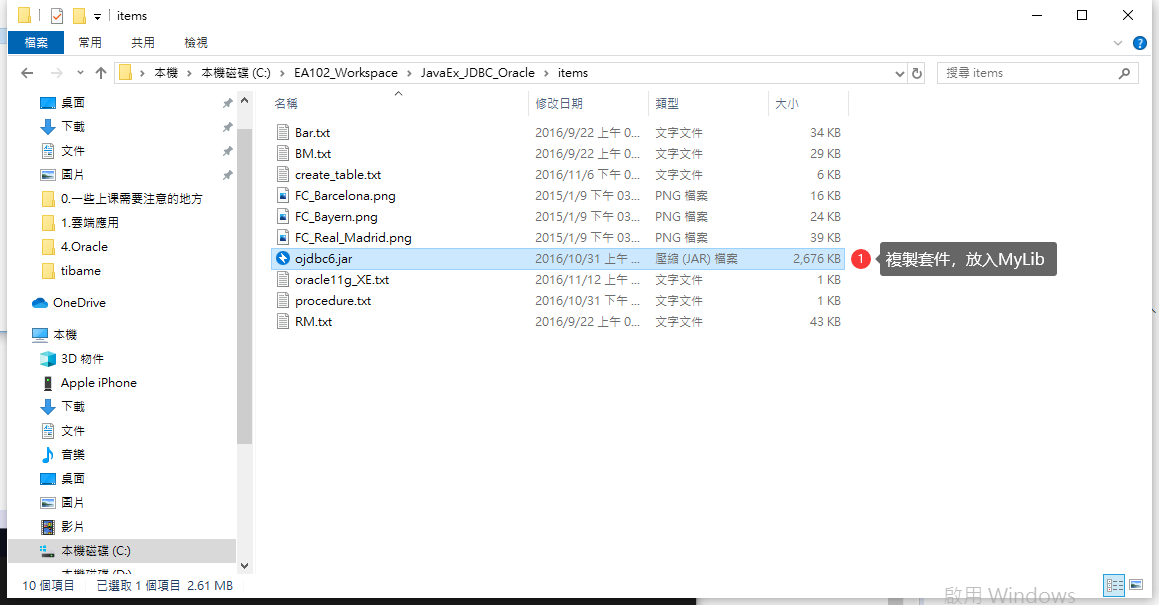 items
檔案 常用 共用 檢視
本機 本機磁碟 (C:) EA102_Workspace JavaEx_JDBC_Oracle items 搜尋 items
名稱 修改日期 類型 大小
桌面
下載
文件
圖片
0.一些上课需要注意的地方
1.雲端應用
4.Oracle
tibame
OneDrive
本機
3D 物件
Apple iPhone
下載
文件
音樂
桌面
圖片
影片
本機磁碟 (C:)
本機磁碟 (D:)
Bar.txt 2016/9/22 上午 0... 文字文件 34 KB
BM.txt 2016/9/22 上午 0... 文字文件 29 KB
create_table.txt 2016/11/6 下午 0... 文字文件 6 KB
FC_Barcelona.png 2015/1/9 下午 03... PNG 檔案 16 KB
FC_Bayern.png 2015/1/9 下午 03... PNG 檔案 24 KB
FC_Real_Madrid.png 2015/1/9 下午 03... PNG 檔案 39 KB
ojdbc6.jar 2016/10/31 上午 ... 壓縮 (JAR) 檔案 2,676 KB 1 複製套件，放入MyLib
oracle11g_XE.txt 2016/11/12 上午 ... 文字文件 1 KB
procedure.txt 2016/10/31 下午 ... 文字文件 1 KB
RM.txt 2016/9/22 上午 0... 文字文件 43 KB
10 個項目 已選取 1 個項目 2.61 MB
啟用 Windows